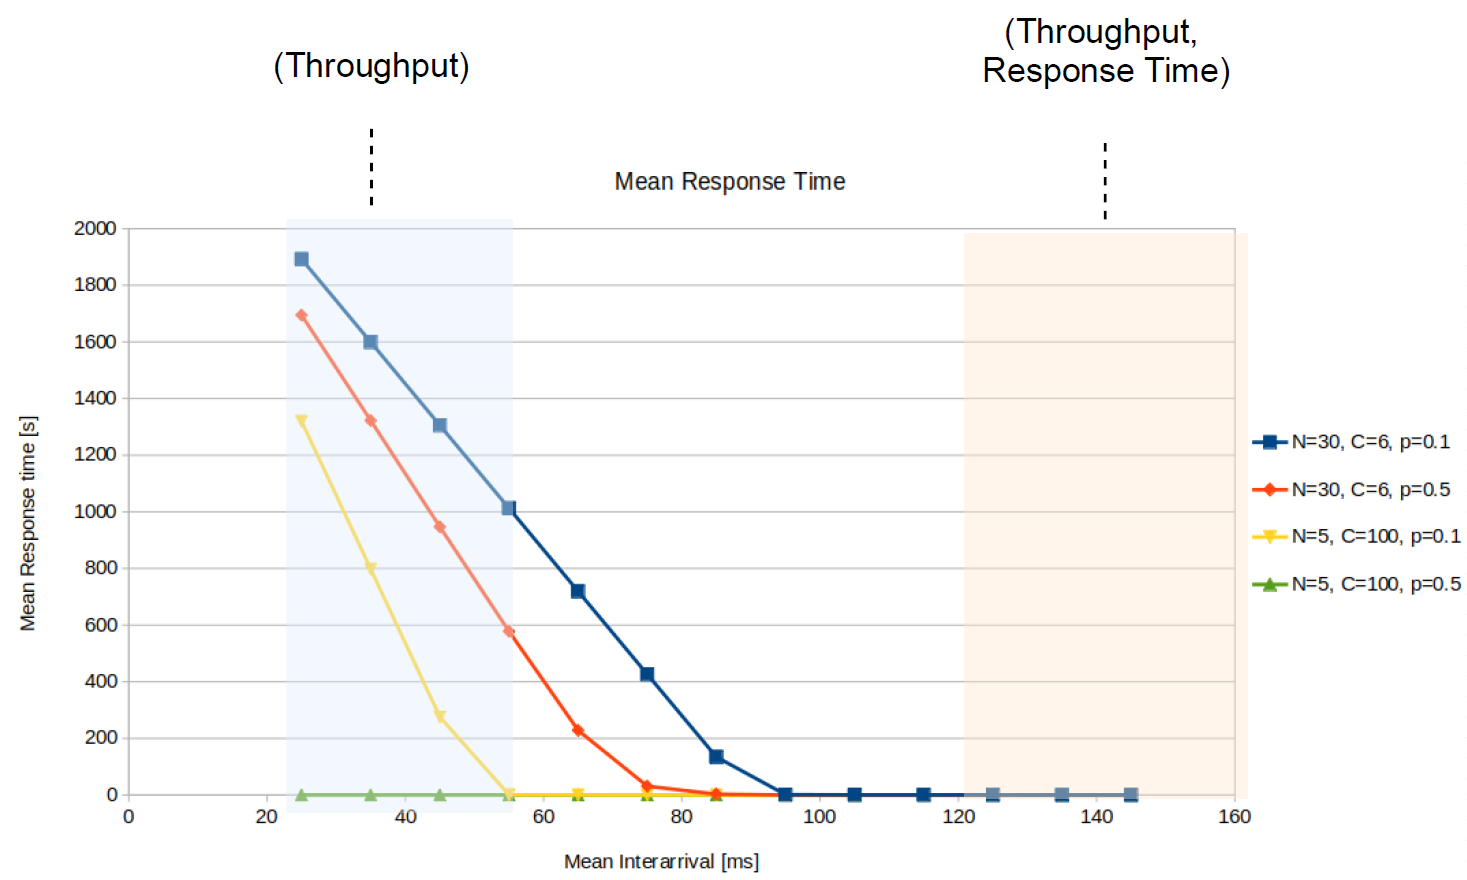 (Throughput)
(Throughput,
Response Time)
Mean Response Time
2000
1800
1600
1400
1200
1000
800
600
400
200
0
Mean Response time [s]
0 20 40 60 80 100 120 140 160
Mean Interarrival [ms]
N=30, C=6, p=0.1
N=30, C=6, p=0.5
N=5, C=100, p=0.1
N=5, C=100, p=0.5